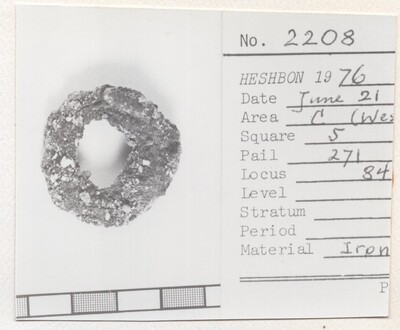 No. 2208
HESHBON 1976
Date June 21
Area C (Wes
Square 5
Pail 271
Locus 84
Level
Stratum
Period
Material Iron
P